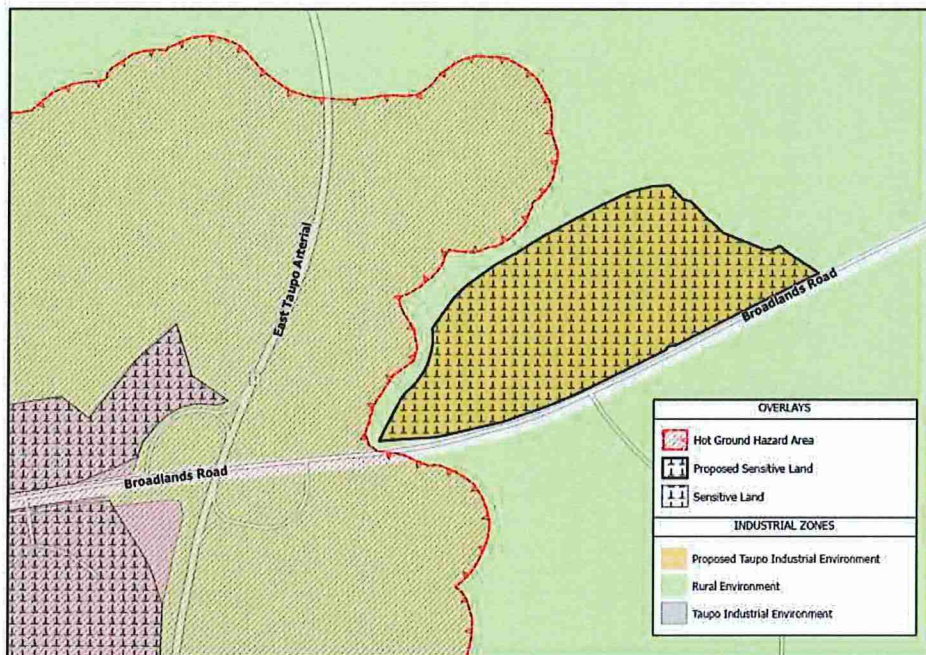 East Taupo Arterial
Broadlands Road
Broadlands Road
OVERLAYS
Hot Ground Hazard Area
Proposed Sensitive Land
Sensitive Land
INDUSTRIAL ZONES
Proposed Taupo Industrial Environment
Rural Environment
Taupo Industrial Environment